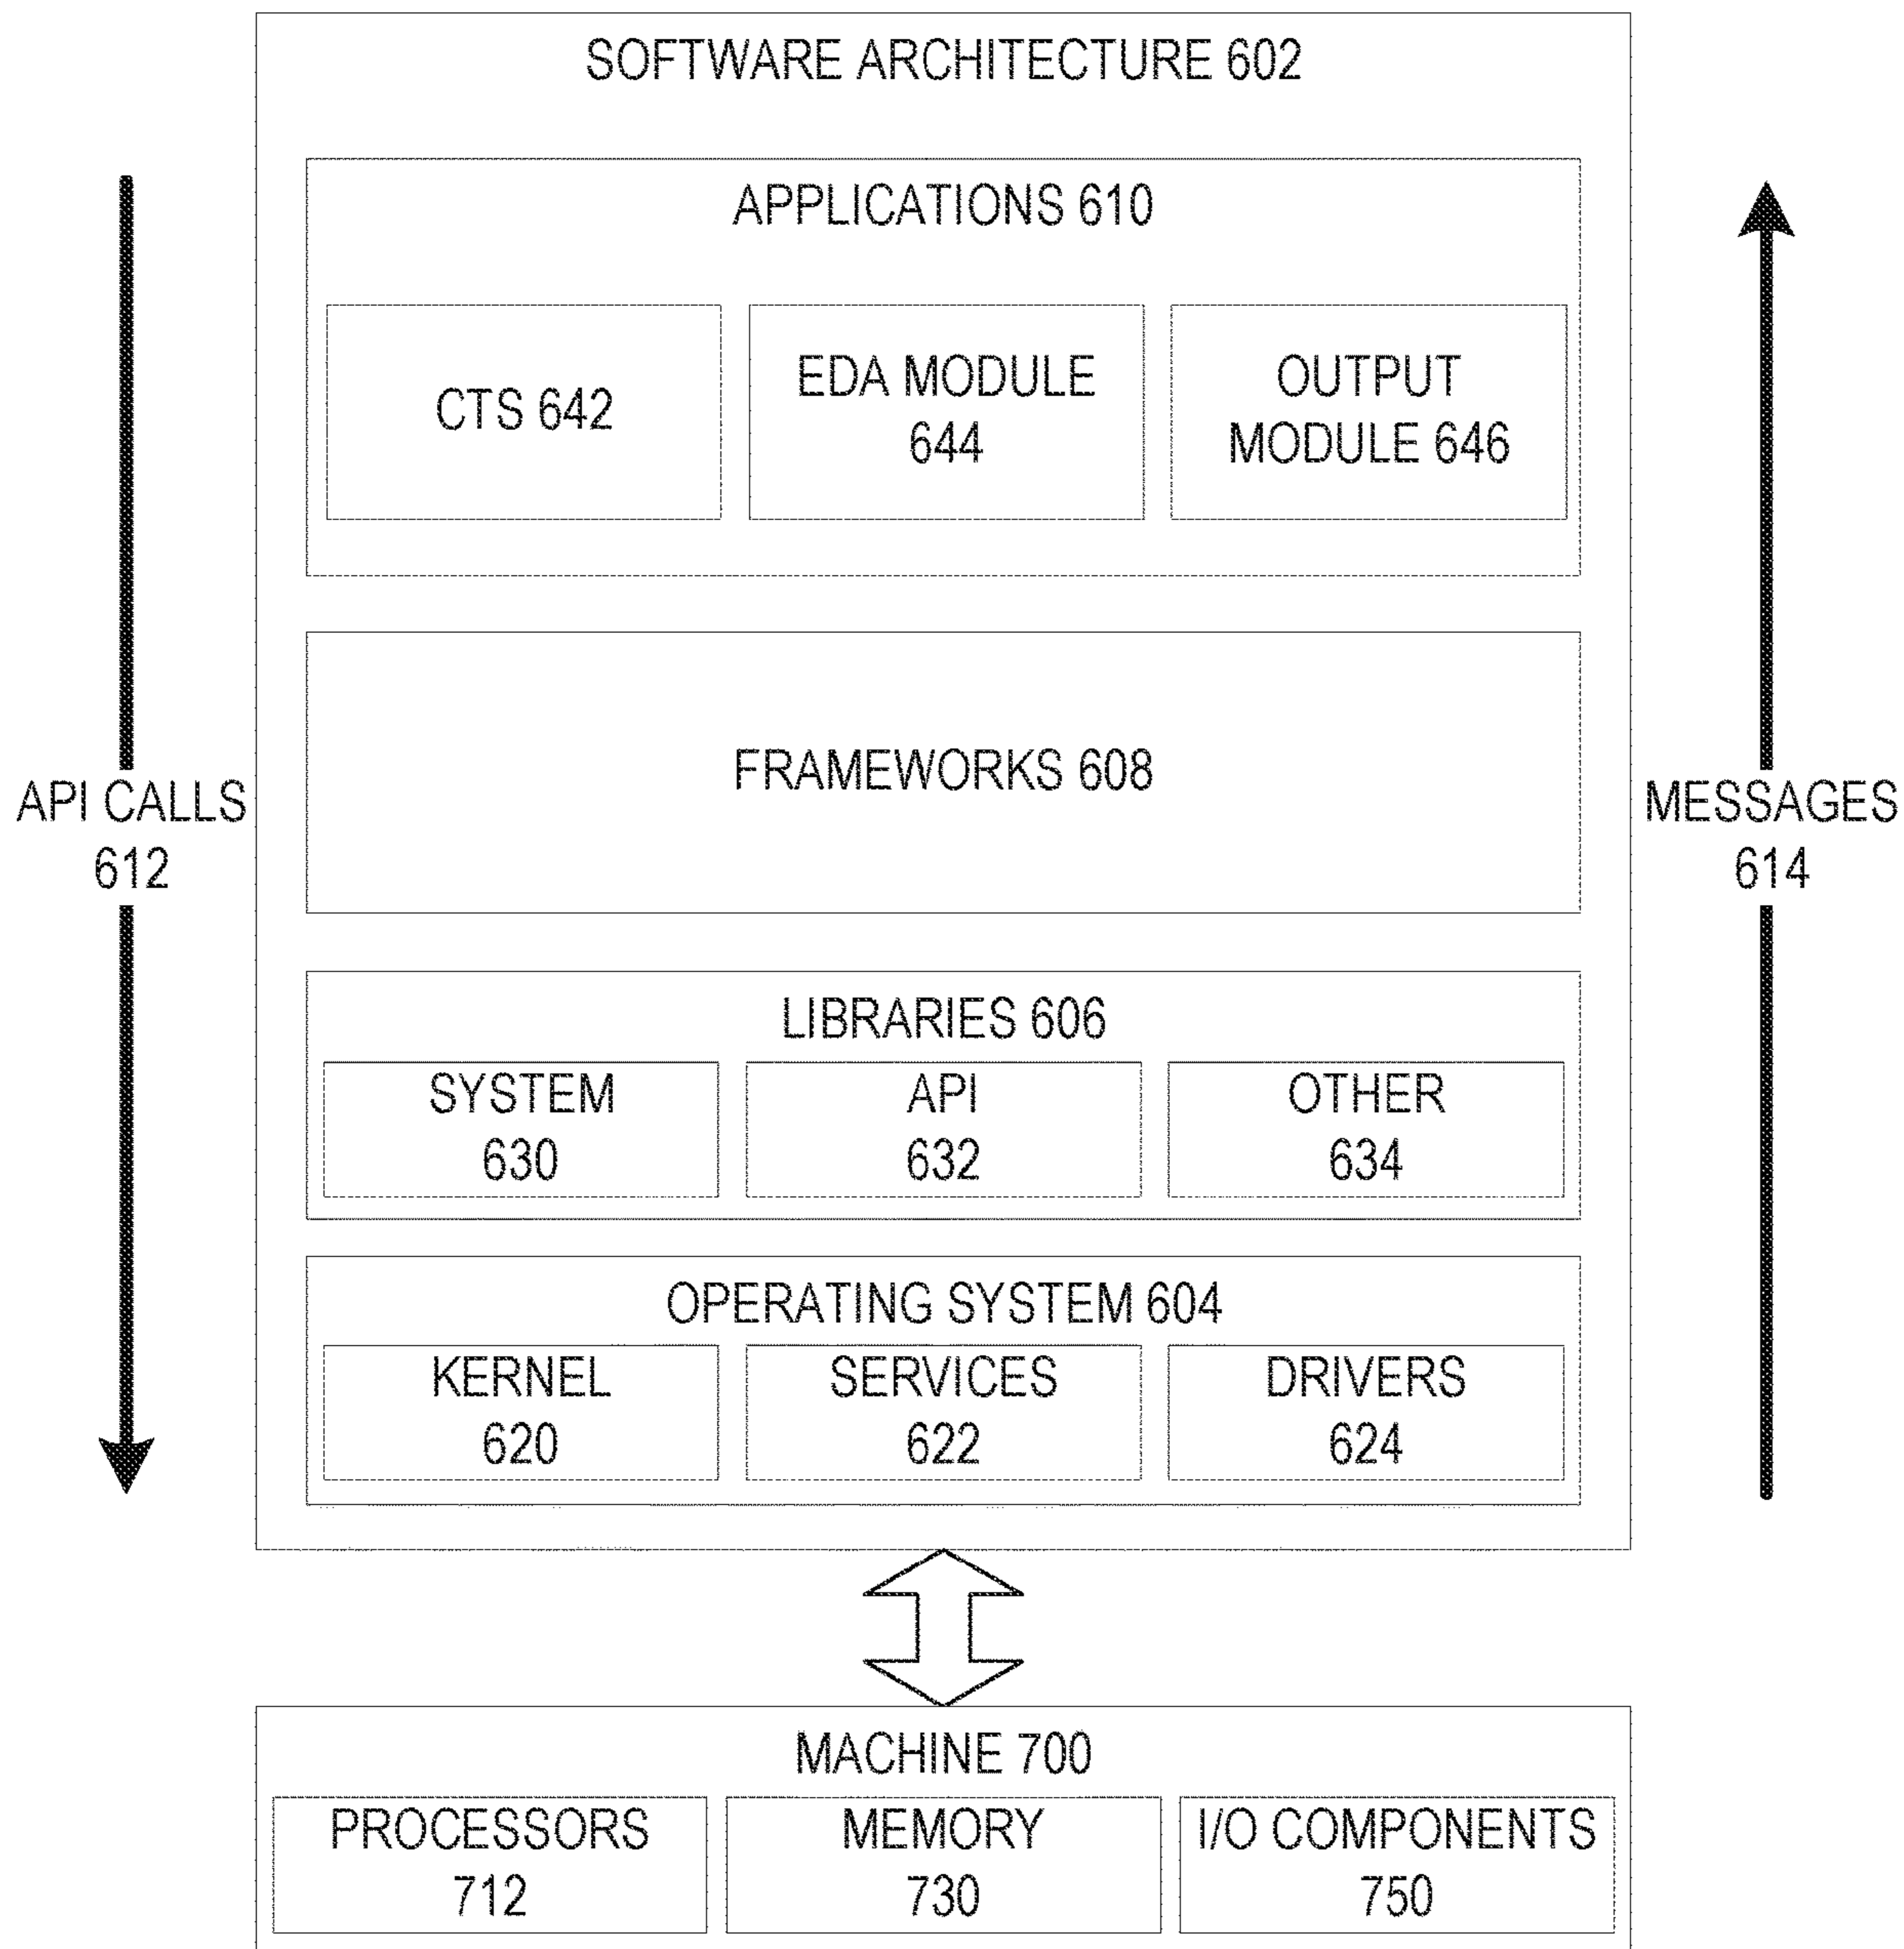 SOFTWARE ARCHITECTURE 602
APPLICATIONS 610
CTS 642
EDA MODULE
644
OUTPUT
MODULE 646
FRAMEWORKS 608
API CALLS
612
MESSAGES
614
LIBRARIES 606
SYSTEM
630
API
632
OTHER
634
OPERATING SYSTEM 604
KERNEL
620
SERVICES
622
DRIVERS
624
MACHINE 700
PROCESSORS
712
MEMORY
730
I/O COMPONENTS
750